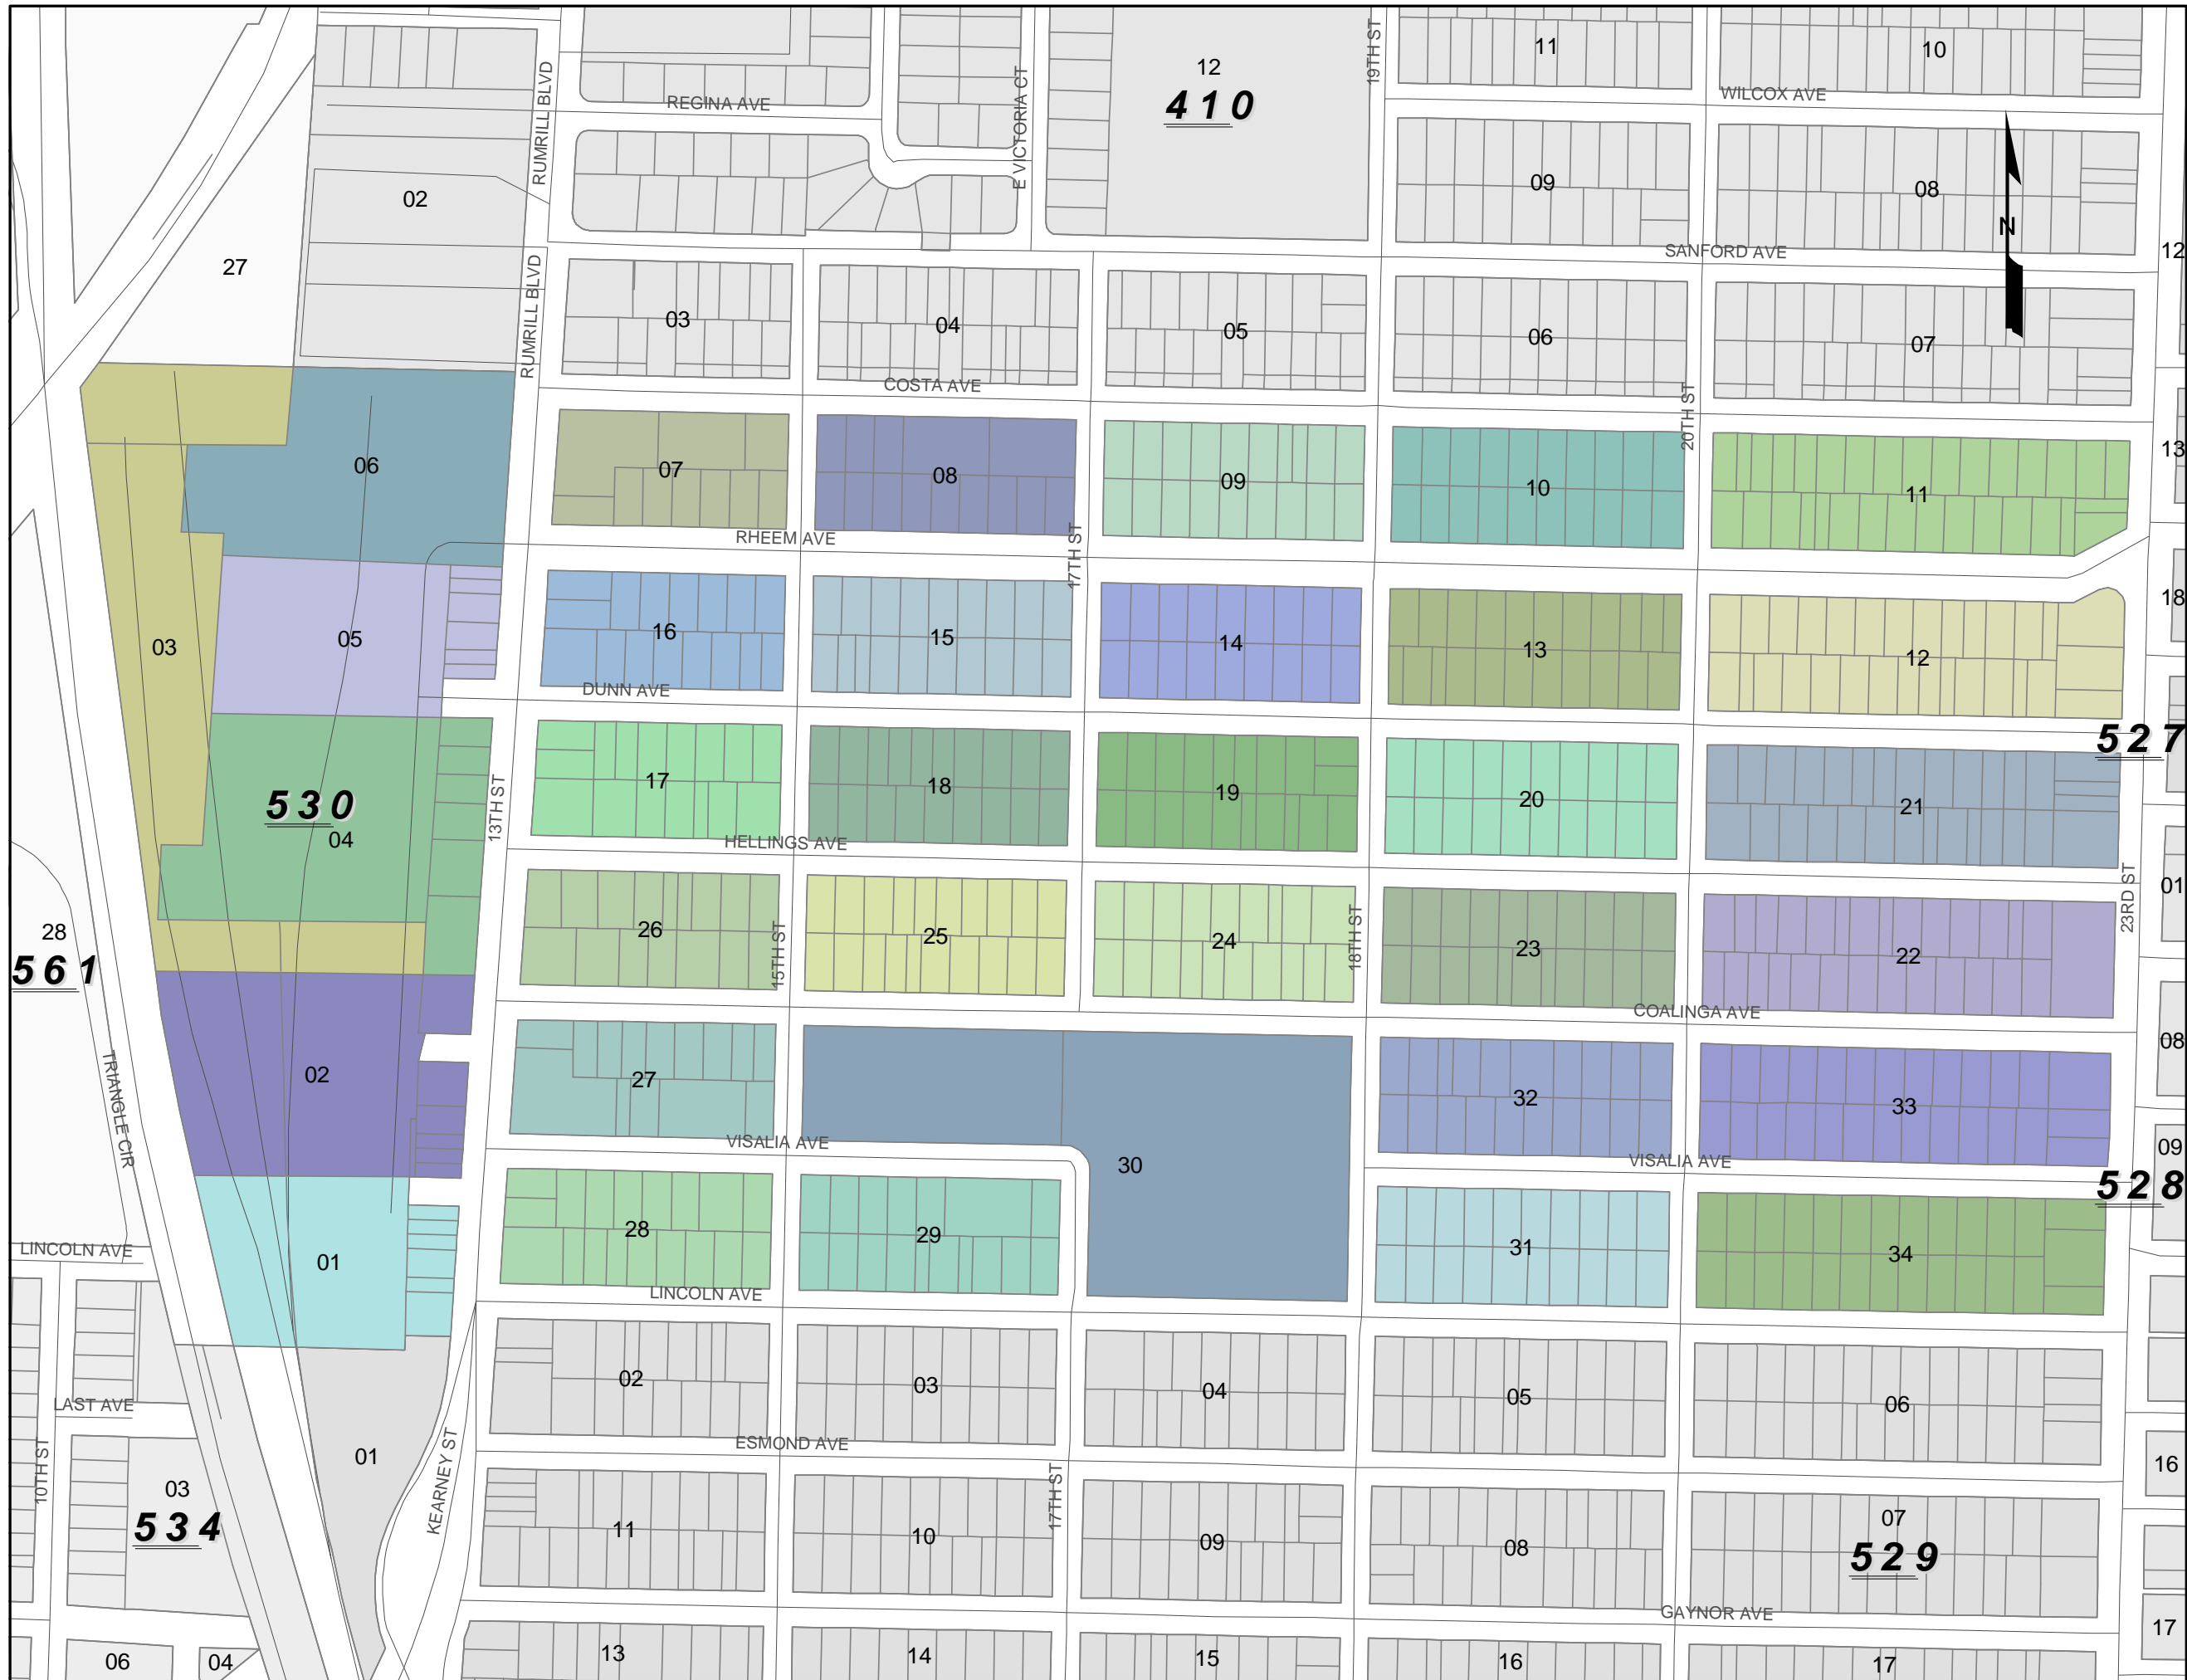 11
10
12
410
19TH ST
WILCOX AVE
REGINA AVE
RUMRILL BLVD
E VICTORIA CT
02
09
08
N
27
SANFORD AVE
12
RUMRILL BLVD
03
04
05
06
07
COSTA AVE
20TH ST
06
07
08
09
10
11
13
RHEEM AVE
17TH ST
03
05
16
15
14
13
12
18
DUNN AVE
527
530
04
13TH ST
17
18
19
20
21
HELLINGS AVE
23RD ST
01
28
561
26
15TH ST
25
24
18TH ST
23
22
COALINGA AVE
08
TRIANGLE CIR
02
27
32
33
VISALIA AVE
30
VISALIA AVE
09
528
LINCOLN AVE
01
28
29
31
34
LINCOLN AVE
02
03
04
05
06
LAST AVE
ESMOND AVE
10TH ST
01
KEARNEY ST
17TH ST
16
03
534
11
10
09
08
07
529
GAYNOR AVE
17
06
04
13
14
15
16
17